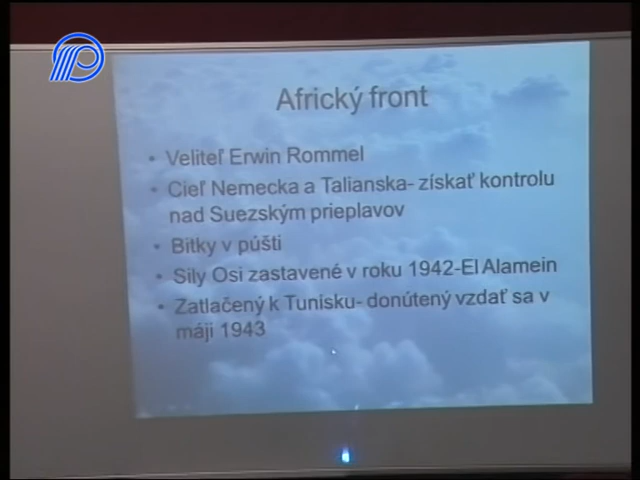 Africký front
• Veliteľ Erwin Rommel
• Cieľ Nemecka a Talianska- získať kontrolu
nad Suezským prieplavov
• Bitky v púšti
• Sily Osi zastavené v roku 1942-El Alamein
• Zatlačený k Tunisku- donútený vzdať sa v
máji 1943